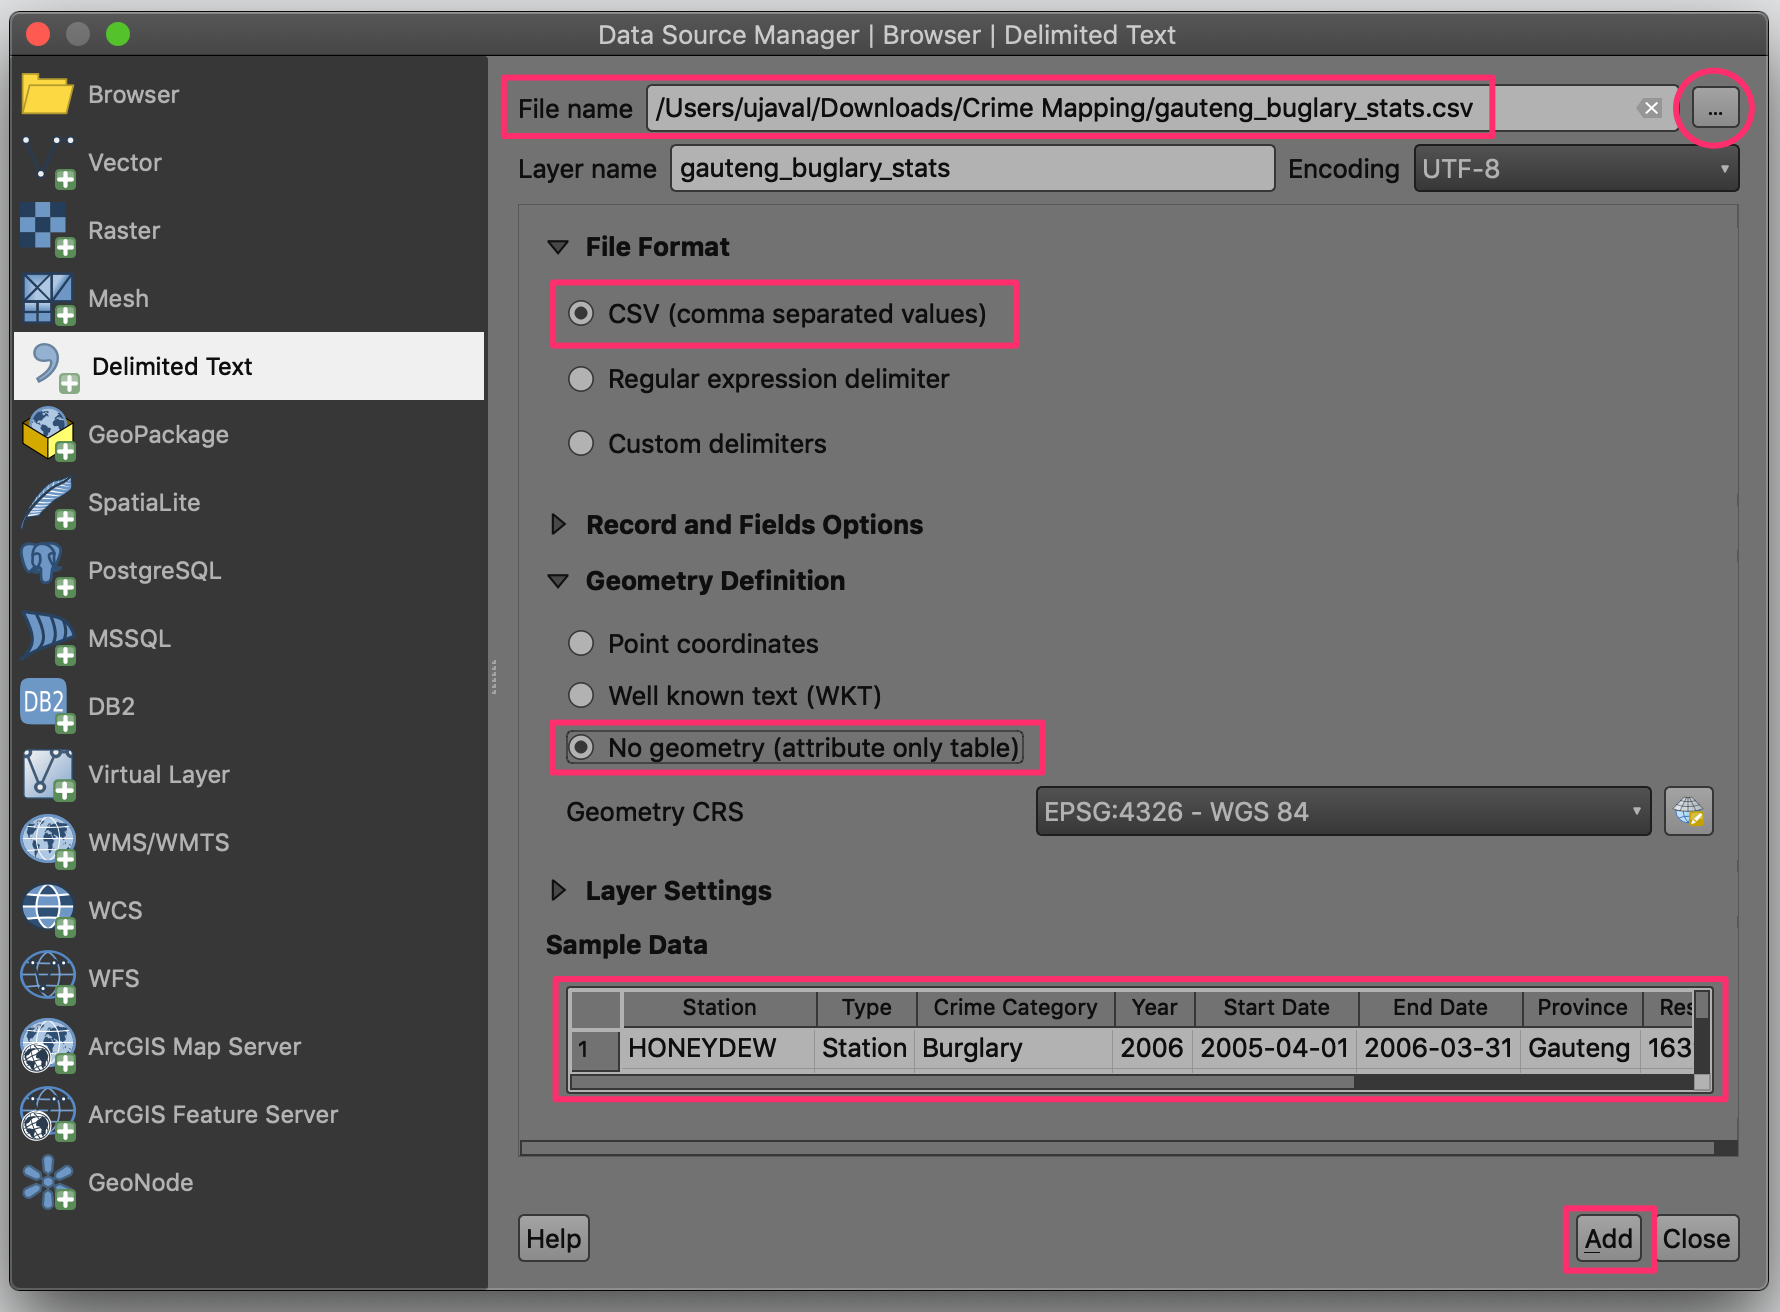 Data Source Manager | Browser | Delimited Text
Browser
Vector
Raster
Mesh
Delimited Text
GeoPackage
SpatiaLite
PostgreSQL
MSSQL
DB2 DB2
Virtual Layer
WMS/WMTS
WCS
WFS
ArcGIS Map Server
ArcGIS Feature Server
GeoNode
File name /Users/ujaval/Downloads/Crime Mapping/gauteng_buglary_stats.csv ...
Layer name gauteng_buglary_stats Encoding UTF-8
File Format
CSV (comma separated values)
Regular expression delimiter
Custom delimiters
Record and Fields Options
Geometry Definition
Point coordinates
Well known text (WKT)
No geometry (attribute only table)
Geometry CRS EPSG:4326 - WGS 84
Layer Settings
Sample Data
Station Type Crime Category Year Start Date End Date Province Res
1 HONEYDEW Station Burglary 2006 2005-04-01 2006-03-31 Gauteng 163
Help Add Close